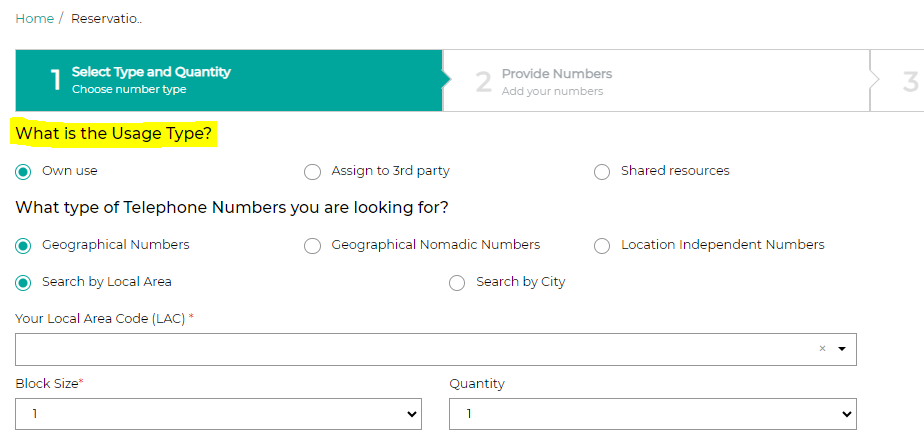 Home / Reservatio..
1 Select Type and Quantity
Choose number type
2 Provide Numbers
Add your numbers
3
What is the Usage Type?
Own use
Assign to 3rd party
Shared resources
What type of Telephone Numbers you are looking for?
Geographical Numbers
Geographical Nomadic Numbers
Location Independent Numbers
Search by Local Area
Search by City
Your Local Area Code (LAC) *
×
Block Size*
Quantity
1
1